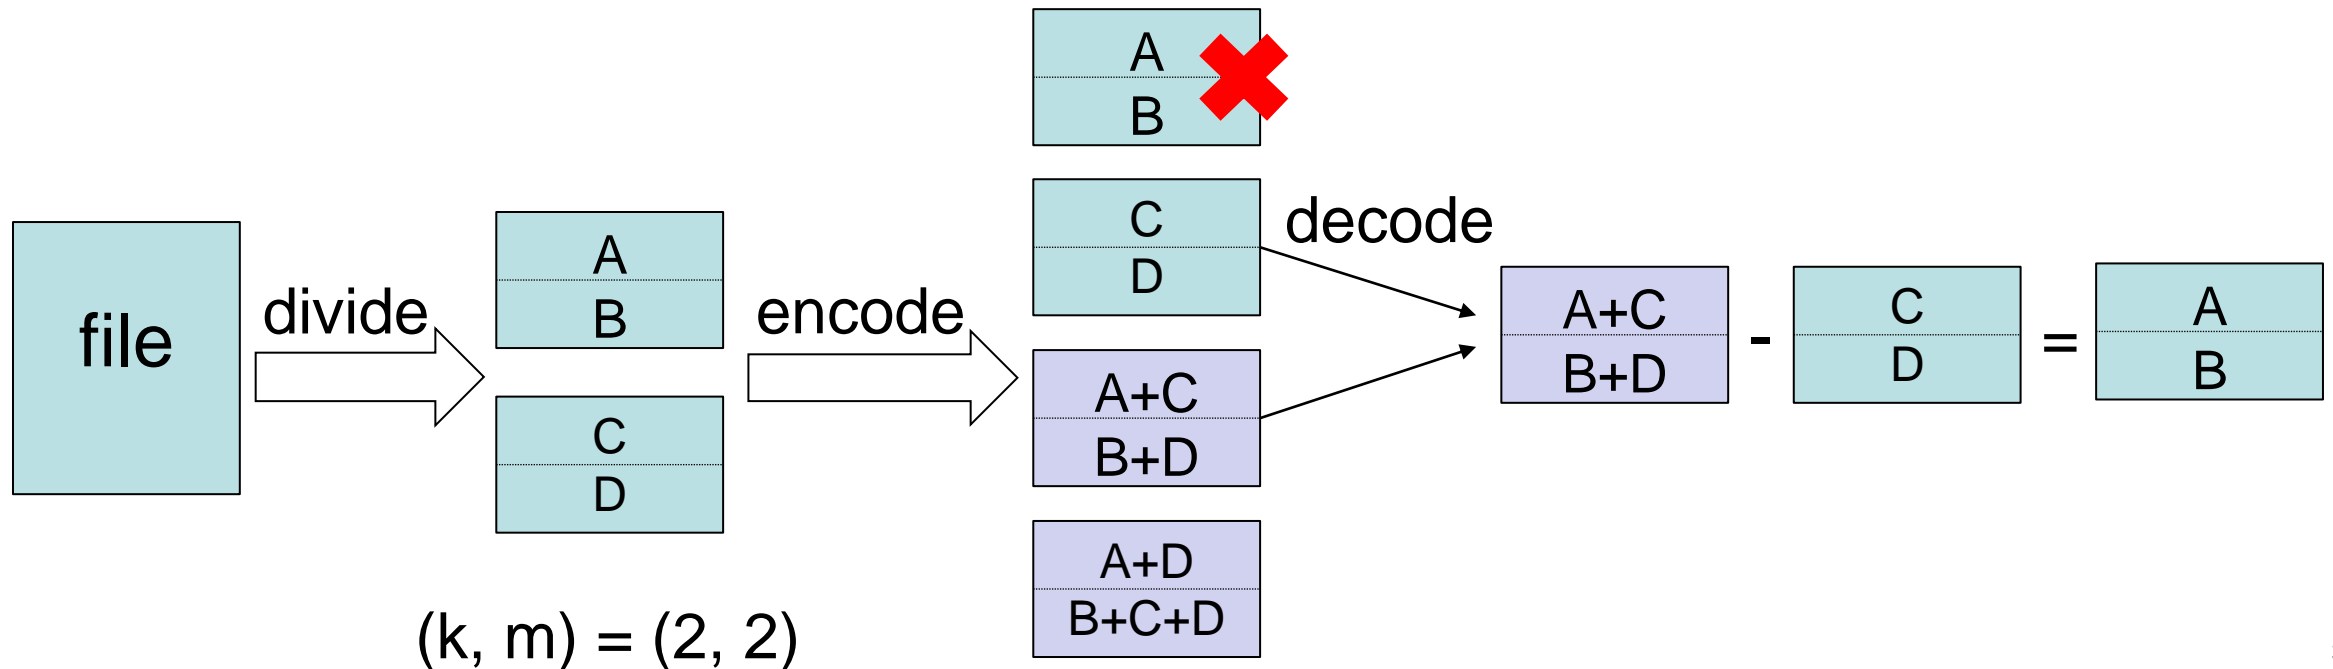 file
divide
A
B
C
D
encode
A
B
C
D
A+C
B+D
A+D
B+C+D
decode
A+C
B+D
-
C
D
=
A
B
(k, m) = (2, 2)